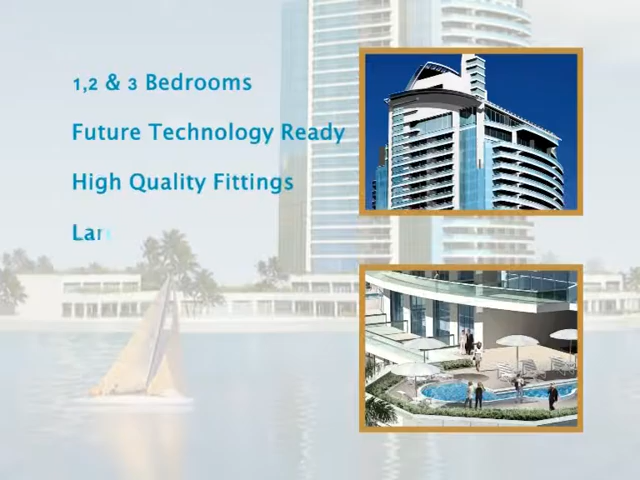 1,2 & 3 Bedrooms
Future Technology Ready
High Quality Fittings